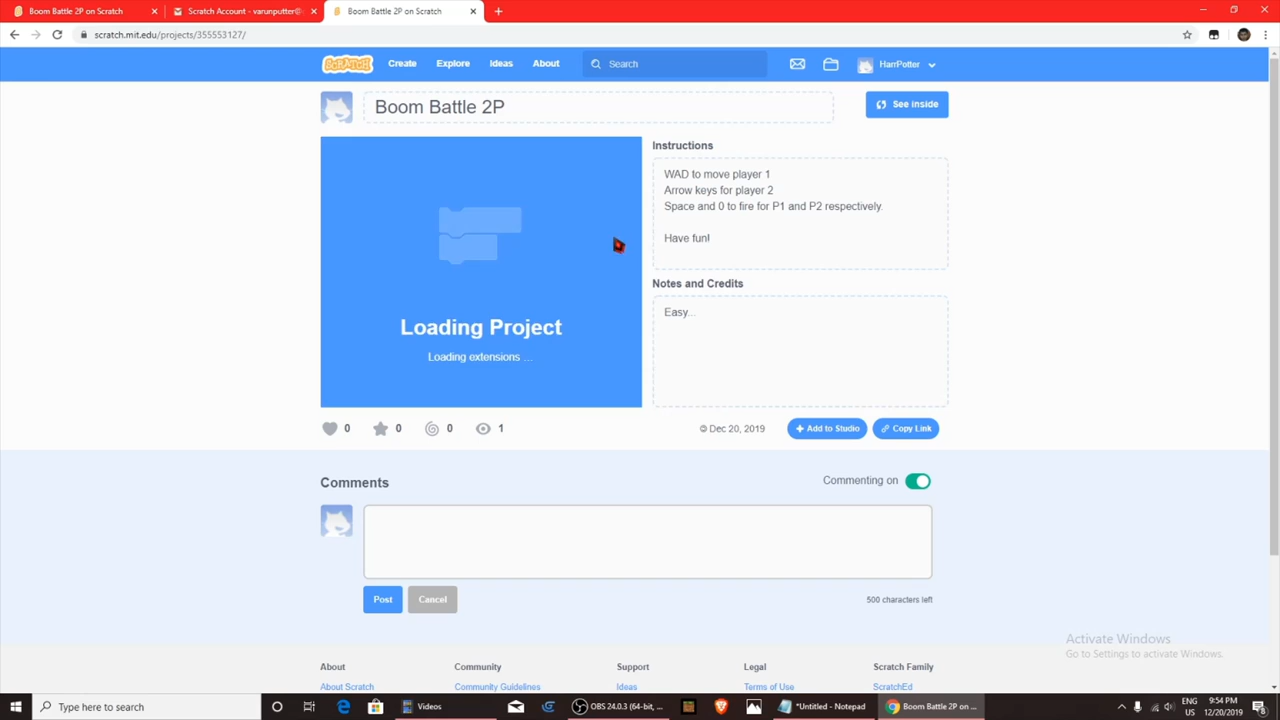 Boom Battle 2P on Scratch
Scratch Account - varunputter@
Boom Battle 2P on Scratch
scratch.mit.edu/projects/355553127/
SCRATCH
Create
Explore
Ideas
About
Search
HarrPotter
Boom Battle 2P
See inside
Instructions
WAD to move player 1
Arrow keys for player 2
Space and 0 to fire for P1 and P2 respectively.
Have fun!
Notes and Credits
Easy...
Loading Project
Loading extensions ...
0
0
0
1
© Dec 20, 2019
Add to Studio
Copy Link
Comments
Commenting on
Post
Cancel
500 characters left
Activate Windows
Go to Settings to activate Windows.
About
Community
Support
Legal
Scratch Family
About Scratch
Community Guidelines
Ideas
Terms of Use
ScratchEd
Type here to search
Videos
OBS 24.0.3 (64-bit, ...
*Untitled - Notepad
Boom Battle 2P on ...
9:54 PM
12/20/2019